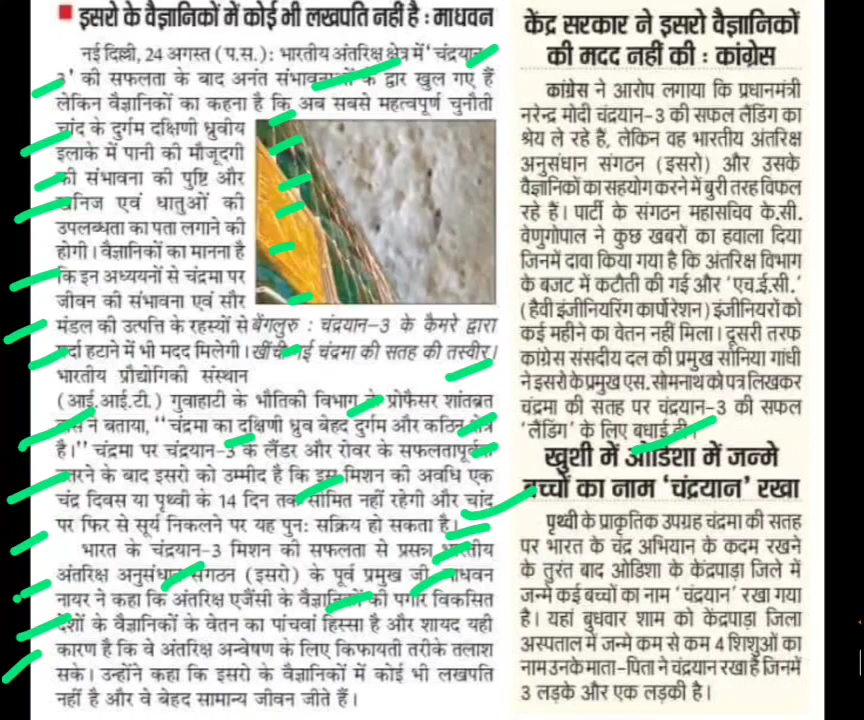 इसरो के वैज्ञानिकों में कोई भी लखपति नहीं है : माधवन
नई दिल्ली, 24 अगस्त (प.स.): भारतीय अंतरिक्ष क्षेत्र में 'चंद्रयान-
3' की सफलता के बाद अनंत के द्वार खुल गए हैं
लेकिन वैज्ञानिकों का कहना है कि अब सबसे महत्वपूर्ण चुनौती
चांद के दुर्गम दक्षिणी ध्रुवीय
इलाके में पानी की मौजूदगी
की संभावना की पुष्टि और
खनिज एवं धातुओं की
उपलब्धता का पता लगाने की
होगी। वैज्ञानिकों का मानना है
कि इन अध्ययनों से चंद्रमा पर
जीवन की संभावना एवं सौर
मंडल की उत्पत्ति के रहस्यों से
पर्दा हटाने में भी मदद मिलेगी।
बेंगलुरु : चंद्रयान-3 के कैमरे द्वारा
खींची गई चंद्रमा की सतह की तस्वीर।
भारतीय प्रौद्योगिकी संस्थान
(आई.आई.टी.) गुवाहाटी के भौतिकी विभाग के प्रोफैसर शांतब्रत
दास ने बताया, ''चंद्रमा का दक्षिणी ध्रुव बेहद दुर्गम और कठिन क्षेत्र
है।'' चंद्रमा पर चंद्रयान-3 के लैंडर और रोवर के सफलतापूर्वक
उतरने के बाद इसरो को उम्मीद है कि इस मिशन की अवधि एक
चंद्र दिवस या पृथ्वी के 14 दिन तक सीमित नहीं रहेगी और चांद
पर फिर से सूर्य निकलने पर यह पुन: सक्रिय हो सकता है।
भारत के चंद्रयान-3 मिशन की सफलता से प्रसन्न भारतीय
अंतरिक्ष अनुसंधान संगठन (इसरो) के पूर्व प्रमुख जी. माधवन
नायर ने कहा कि अंतरिक्ष एजैंसी के वैज्ञानिकों की पगार विकसित
देशों के वैज्ञानिकों के वेतन का पांचवां हिस्सा है और शायद यही
कारण है कि वे अंतरिक्ष अन्वेषण के लिए किफायती तरीके तलाश
सके। उन्होंने कहा कि इसरो के वैज्ञानिकों में कोई भी लखपति
नहीं है और वे बेहद सामान्य जीवन जीते हैं।
केंद्र सरकार ने इसरो वैज्ञानिकों
की मदद नहीं की : कांग्रेस
कांग्रेस ने आरोप लगाया कि प्रधानमंत्री
नरेन्द्र मोदी चंद्रयान-3 की सफल लैंडिंग का
श्रेय ले रहे हैं, लेकिन वह भारतीय अंतरिक्ष
अनुसंधान संगठन (इसरो) और उसके
वैज्ञानिकों का सहयोग करने में बुरी तरह विफल
रहे हैं। पार्टी के संगठन महासचिव के.सी.
वेणुगोपाल ने कुछ खबरों का हवाला दिया
जिनमें दावा किया गया है कि अंतरिक्ष विभाग
के बजट में कटौती की गई और 'एच.ई.सी.'
(हैवी इंजीनियरिंग कार्पोरेशन) इंजीनियरों को
कई महीने का वेतन नहीं मिला। दूसरी तरफ
कांग्रेस संसदीय दल की प्रमुख सोनिया गांधी
ने इसरो के प्रमुख एस. सोमनाथ को पत्र लिखकर
चंद्रमा की सतह पर चंद्रयान-3 की सफल
'लैंडिंग' के लिए बधाई दी।
खुशी में ओडिशा में जन्मे
बच्चों का नाम 'चंद्रयान' रखा
पृथ्वी के प्राकृतिक उपग्रह चंद्रमा की सतह
पर भारत के चंद्र अभियान के कदम रखने
के तुरंत बाद ओडिशा के केंद्रपाड़ा जिले में
जन्मे कई बच्चों का नाम 'चंद्रयान' रखा गया
है। यहां बुधवार शाम को केंद्रपाड़ा जिला
अस्पताल में जन्मे कम से कम 4 शिशुओं का
नाम उनके माता-पिता ने चंद्रयान रखा है जिनमें
3 लड़के और एक लड़की है।